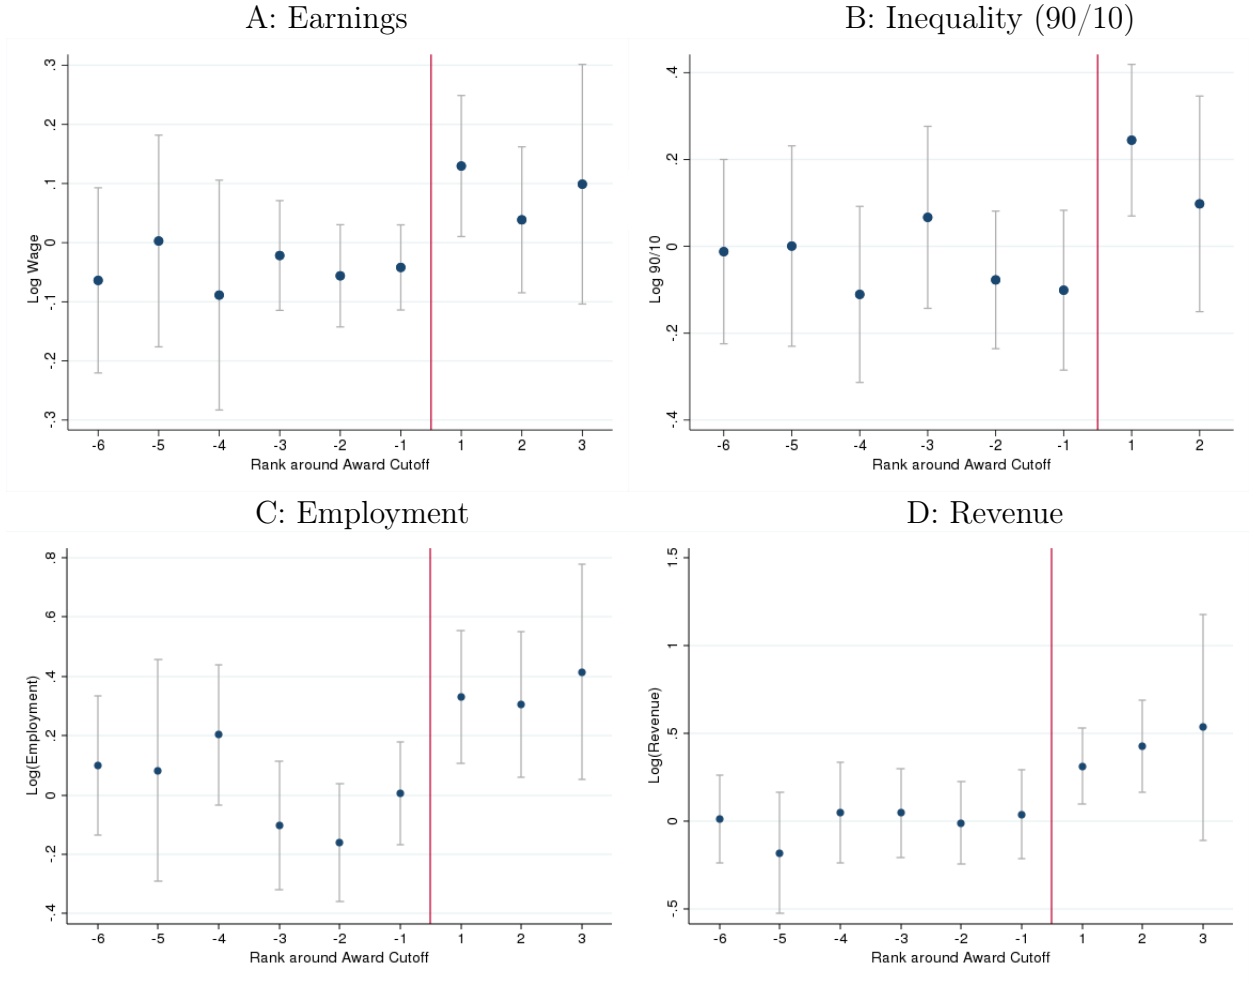 A: Earnings
B: Inequality (90/10)
.3
.2
.1
0
-.1
-.2
-.3
Log Wage
-6 -5 -4 -3 -2 -1 1 2 3
Rank around Award Cutoff
.4
.2
0
-.2
-.4
Log 90/10
-6 -5 -4 -3 -2 -1 1 2
Rank around Award Cutoff
C: Employment
D: Revenue
.8
.6
.4
.2
0
-.2
-.4
Log(Employment)
-6 -5 -4 -3 -2 -1 1 2 3
Rank around Award Cutoff
1.5
1
.5
0
-.5
Log(Revenue)
-6 -5 -4 -3 -2 -1 1 2 3
Rank around Award Cutoff